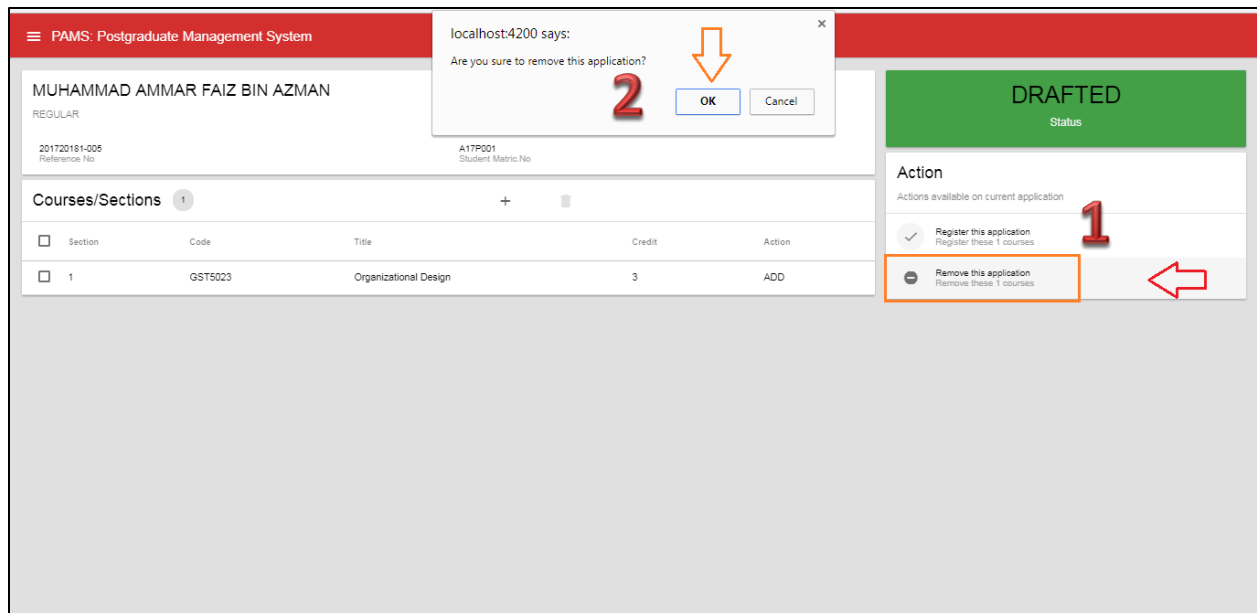 PAMS: Postgraduate Management System
localhost:4200 says:
Are you sure to remove this application?
2
OK
Cancel
MUHAMMAD AMMAR FAIZ BIN AZMAN
REGULAR
201720181-005
Reference No
A17P001
Student Matric.No
DRAFTED
Status
Courses/Sections 1
Section Code Title Credit Action
1 GST5023 Organizational Design 3 ADD
Action
Actions available on current application
1
Register this application
Register these 1 courses
Remove this application
Remove these 1 courses